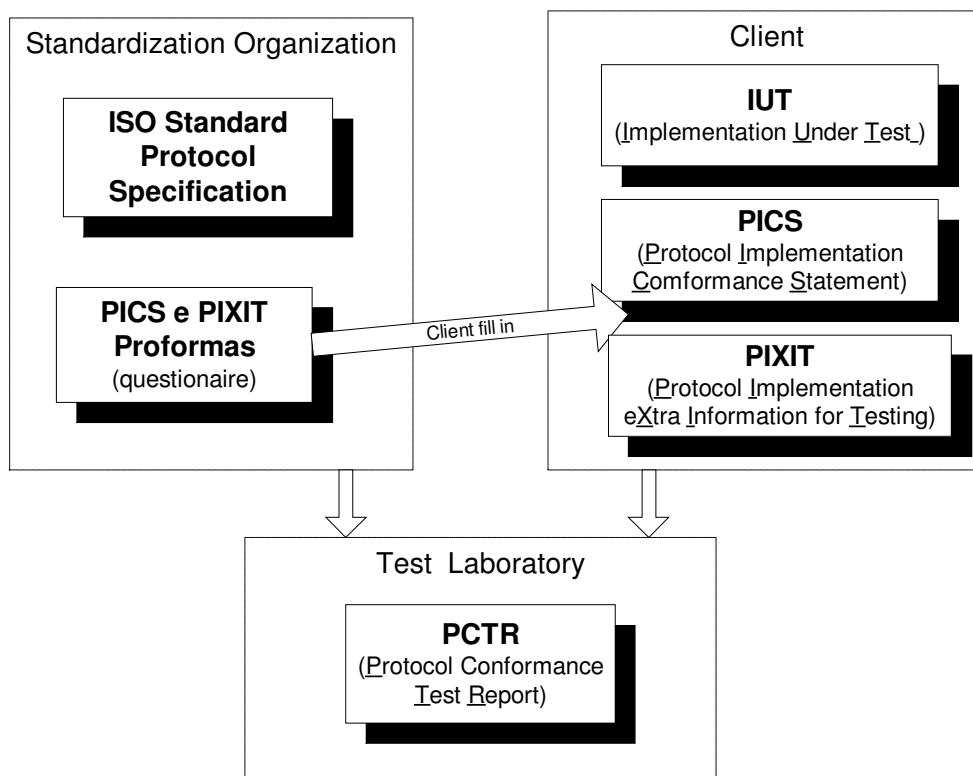 Standardization Organization
ISO Standard
Protocol
Specification
PICS e PIXIT
Proformas
(questionaire)
Client fill in
Client
IUT
(Implementation Under Test )
PICS
(Protocol Implementation
Comformance Statement)
PIXIT
(Protocol Implementation
eXtra Information for Testing)
Test Laboratory
PCTR
(Protocol Conformance
Test Report)